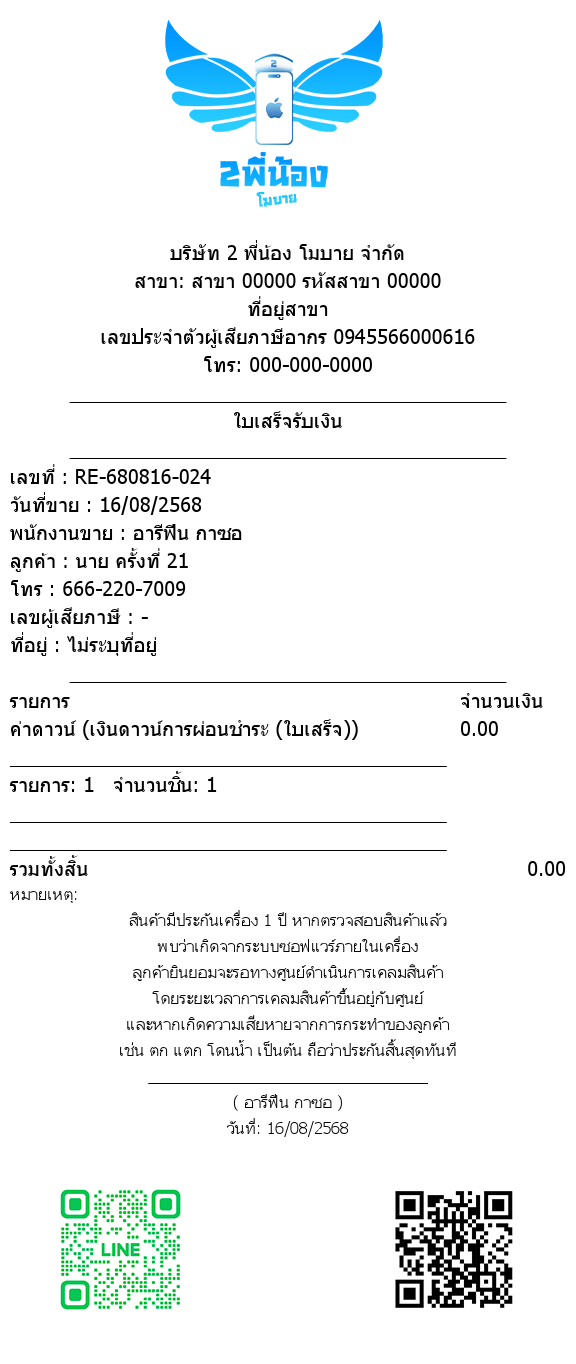 2
2พี่น้อง
โมบาย
บริษัท 2 พี่น้อง โมบาย จำกัด
สาขา: สาขา 00000 รหัสสาขา 00000
ที่อยู่สาขา
เลขประจำตัวผู้เสียภาษีอากร 0945566000616
โทร: 000-000-0000
ใบเสร็จรับเงิน
เลขที่ : RE-680816-024
วันที่ขาย : 16/08/2568
พนักงานขาย : อารีฟีน กาซอ
ลูกค้า : นาย ครั้งที่ 21
โทร : 666-220-7009
เลขผู้เสียภาษี : -
ที่อยู่ : ไม่ระบุที่อยู่
รายการ จำนวนเงิน
ค่าดาวน์ (เงินดาวน์การผ่อนชำระ (ใบเสร็จ)) 0.00
รายการ: 1 จำนวนชิ้น: 1
รวมทั้งสิ้น 0.00
หมายเหตุ:
สินค้ามีประกันเครื่อง 1 ปี หากตรวจสอบสินค้าแล้ว
พบว่าเกิดจากระบบซอฟแวร์ภายในเครื่อง
ลูกค้ายินยอมจะรอทางศูนย์ดำเนินการเคลมสินค้า
โดยระยะเวลาการเคลมสินค้าขึ้นอยู่กับศูนย์
และหากเกิดความเสียหายจากการกระทำของลูกค้า
เช่น ตก แตก โดนน้ำ เป็นต้น ถือว่าประกันสิ้นสุดทันที
( อารีฟีน กาซอ )
วันที่: 16/08/2568
LINE